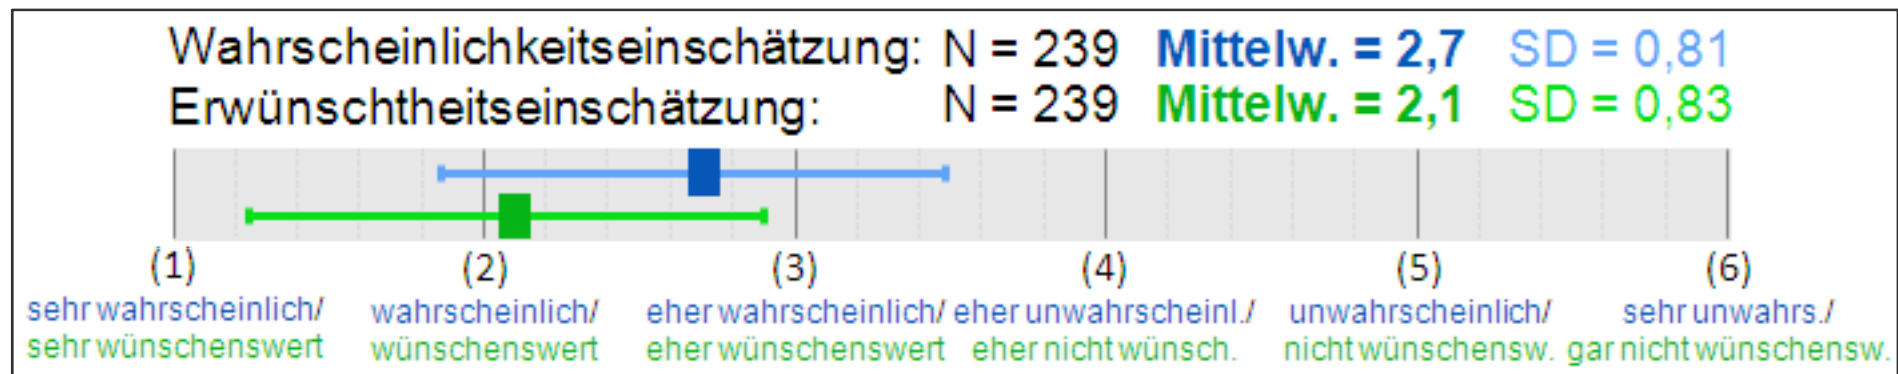 Wahrscheinlichkeitseinschätzung: N = 239 Mittelw. = 2,7 SD = 0,81
Erwünschtheitseinschätzung: N = 239 Mittelw. = 2,1 SD = 0,83
(1) (2) (3) (4) (5) (6)
sehr wahrscheinlich/ wahrscheinlich/ eher wahrscheinlich/ eher unwahrscheinl./ unwahrscheinlich/ sehr unwahrs./
sehr wünschenswert wünschenswert eher wünschenswert eher nicht wünsch. nicht wünschensw. gar nicht wünschensw.